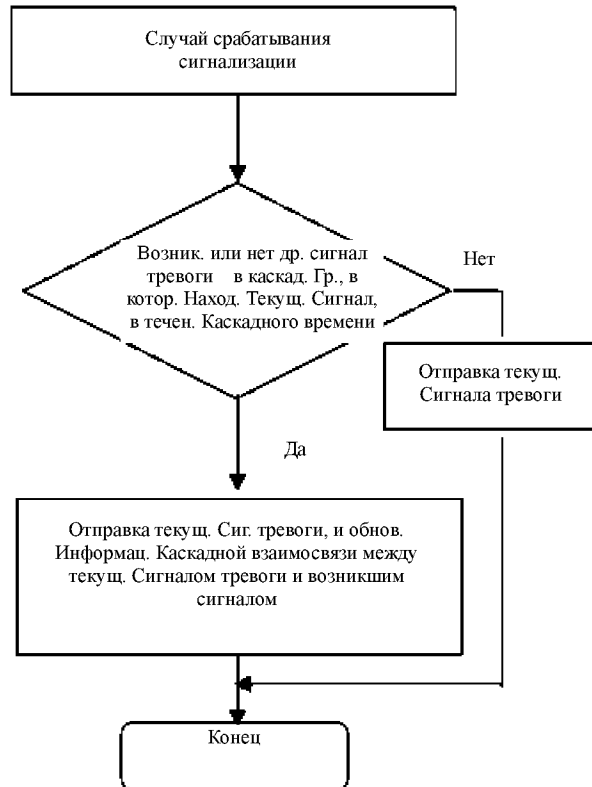 Случай срабатывания
сигнализации
Возник. или нет др. сигнал
тревоги в каскад. Гр., в
котор. Наход. Текущ. Сигнал,
в течен. Каскадного времени
Нет
Отправка текущ.
Сигнала тревоги
Да
Отправка текущ. Сиг. тревоги, и обнов.
Информац. Каскадной взаимосвязи между
текущ. Сигналом тревоги и возникшим
сигналом
Конец